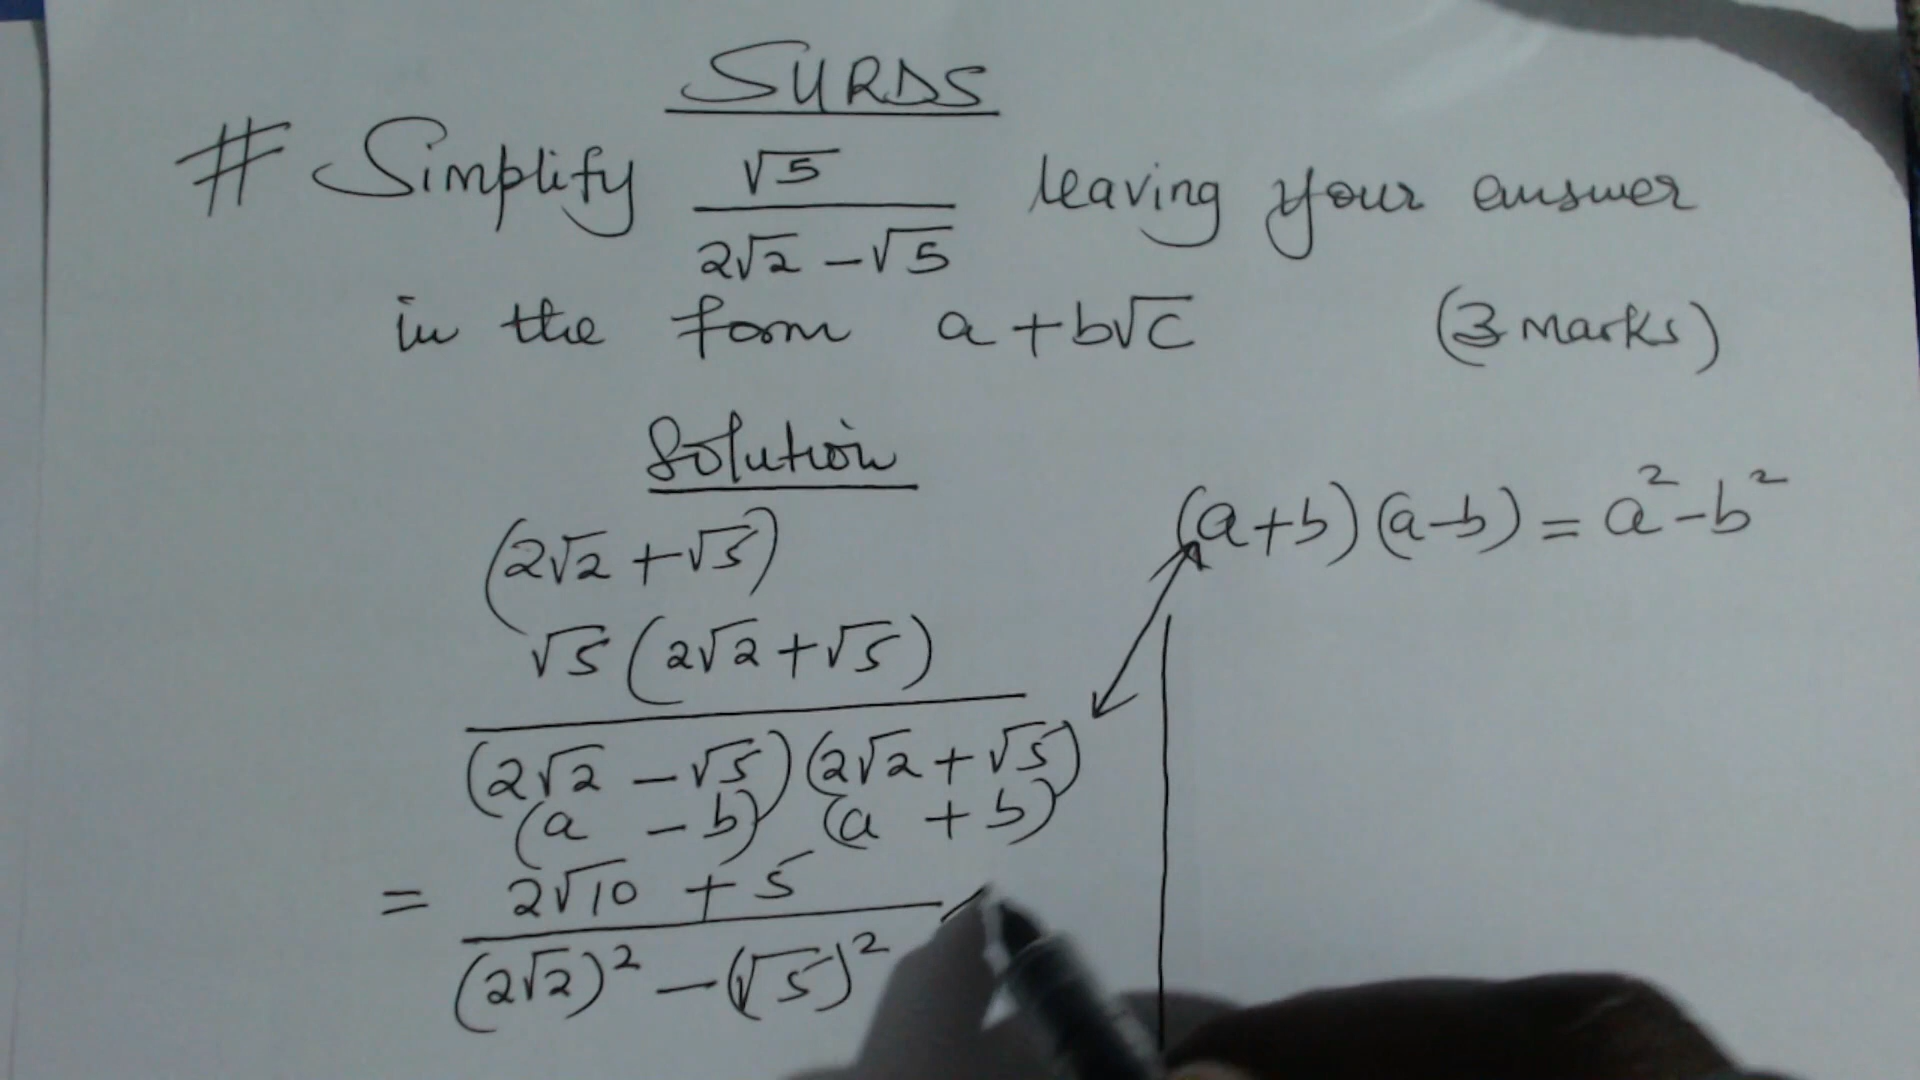 SURDS
# Simplify √5 / (2√2 - √5) leaving your answer
in the form a + b√c (3 marks)
Solution
(a+b)(a-b) = a² - b²
(2√2 + √5)
√5 (2√2 + √5)
(2√2 - √5)(2√2 + √5)
(a - b) (a + b)
= 2√10 + 5
(2√2)² - (√5)²